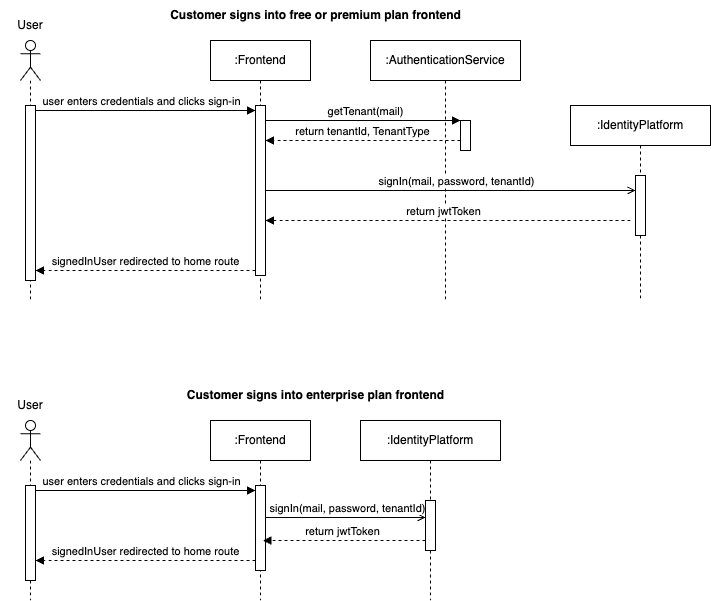 Customer signs into free or premium plan frontend
User
:Frontend
:AuthenticationService
:IdentityPlatform
user enters credentials and clicks sign-in
getTenant(mail)
return tenantId, TenantType
signIn(mail, password, tenantId)
return jwtToken
signedInUser redirected to home route
Customer signs into enterprise plan frontend
User
:Frontend
:IdentityPlatform
user enters credentials and clicks sign-in
signIn(mail, password, tenantId)
return jwtToken
signedInUser redirected to home route